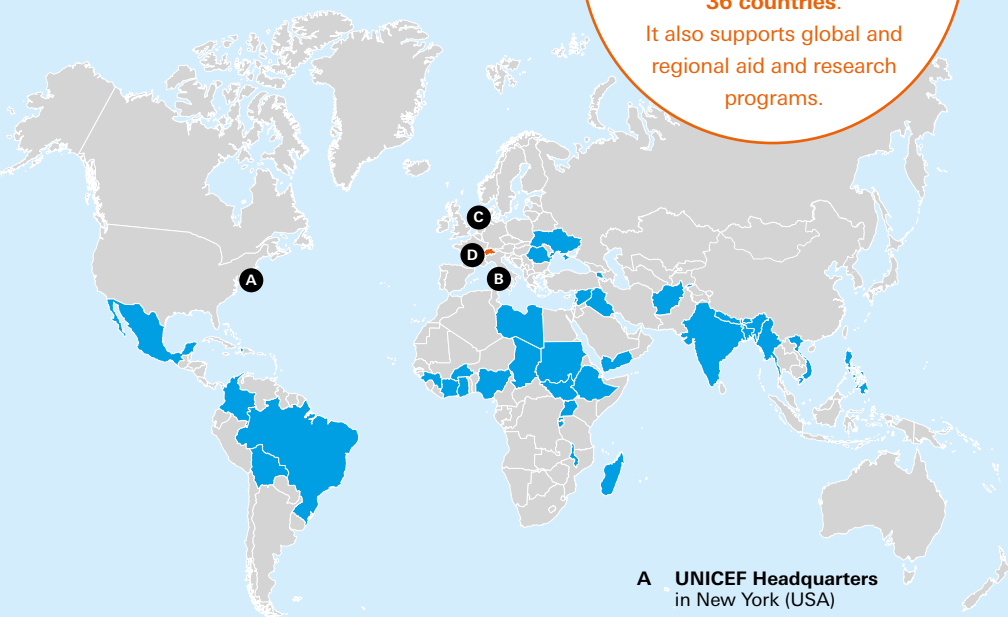 36 countries.
It also supports global and
regional aid and research
programs.
C
D
B
A
A UNICEF Headquarters
in New York (USA)